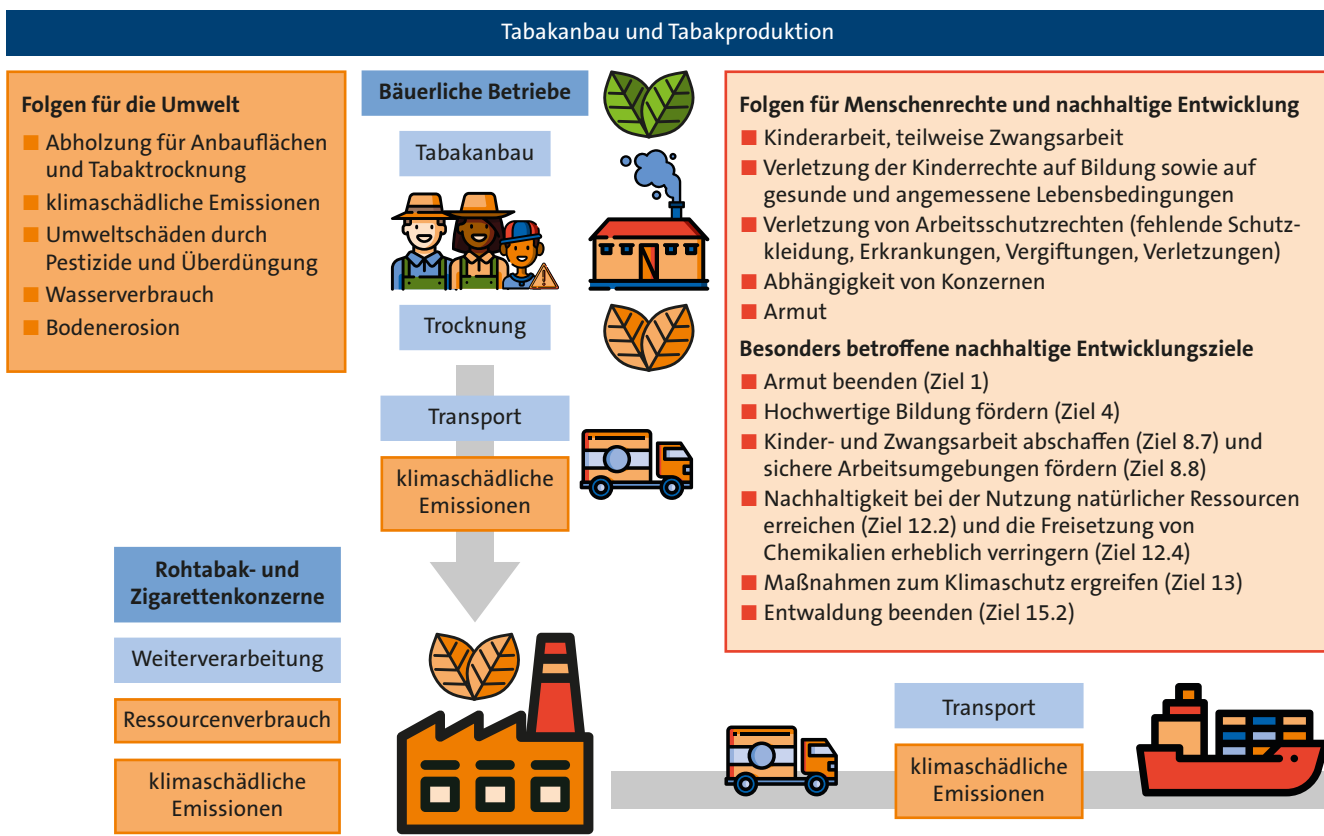 Tabakanbau und Tabakproduktion
Folgen für die Umwelt
■ Abholzung für Anbauflächen
und Tabaktrocknung
■ klimaschädliche Emissionen
■ Umweltschäden durch
Pestizide und Überdüngung
■ Wasserverbrauch
■ Bodenerosion
Bäuerliche Betriebe
Tabakanbau
Trocknung
Transport
klimaschädliche
Emissionen
Folgen für Menschenrechte und nachhaltige Entwicklung
■ Kinderarbeit, teilweise Zwangsarbeit
■ Verletzung der Kinderrechte auf Bildung sowie auf
gesunde und angemessene Lebensbedingungen
■ Verletzung von Arbeitsschutzrechten (fehlende Schutz-
kleidung, Erkrankungen, Vergiftungen, Verletzungen)
■ Abhängigkeit von Konzernen
■ Armut
Besonders betroffene nachhaltige Entwicklungsziele
■ Armut beenden (Ziel 1)
■ Hochwertige Bildung fördern (Ziel 4)
■ Kinder- und Zwangsarbeit abschaffen (Ziel 8.7) und
sichere Arbeitsumgebungen fördern (Ziel 8.8)
■ Nachhaltigkeit bei der Nutzung natürlicher Ressourcen
erreichen (Ziel 12.2) und die Freisetzung von
Chemikalien erheblich verringern (Ziel 12.4)
■ Maßnahmen zum Klimaschutz ergreifen (Ziel 13)
■ Entwaldung beenden (Ziel 15.2)
Rohtabak- und
Zigarettenkonzerne
Weiterverarbeitung
Ressourcenverbrauch
klimaschädliche
Emissionen
Transport
klimaschädliche
Emissionen